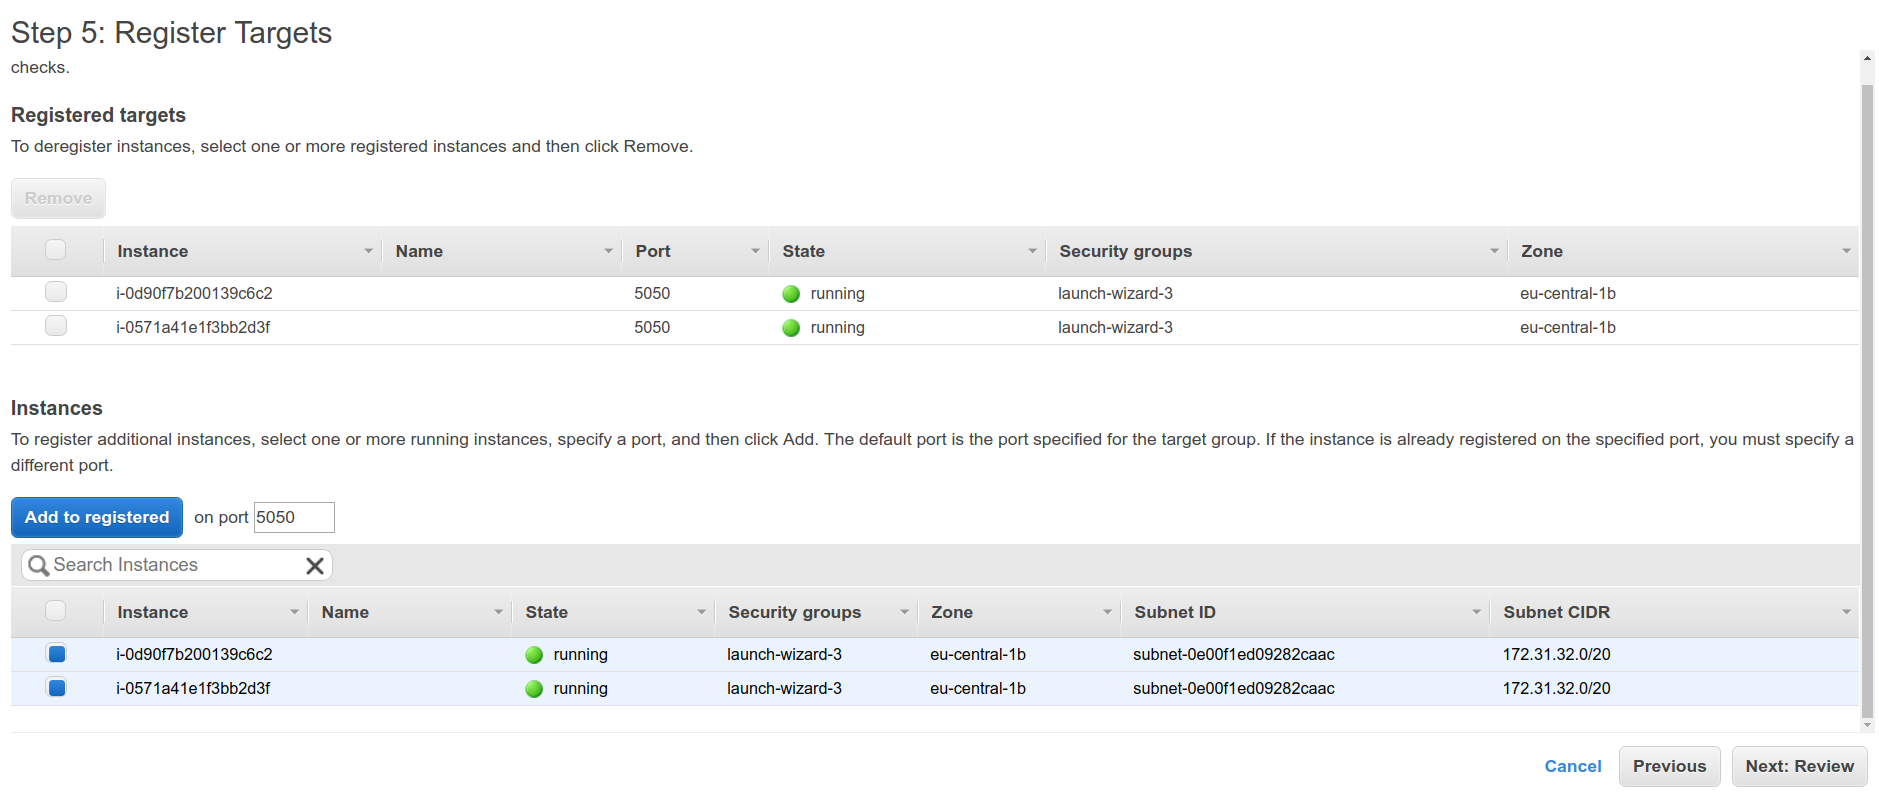 Step 5: Register Targets
checks.
Registered targets
To deregister instances, select one or more registered instances and then click Remove.
Remove
Instance Name Port State Security groups Zone
i-0d90f7b200139c6c2 5050 running launch-wizard-3 eu-central-1b
i-0571a41e1f3bb2d3f 5050 running launch-wizard-3 eu-central-1b
Instances
To register additional instances, select one or more running instances, specify a port, and then click Add. The default port is the port specified for the target group. If the instance is already registered on the specified port, you must specify a
different port.
Add to registered on port 5050
Search Instances
Instance Name State Security groups Zone Subnet ID Subnet CIDR
i-0d90f7b200139c6c2 running launch-wizard-3 eu-central-1b subnet-0e00f1ed09282caac 172.31.32.0/20
i-0571a41e1f3bb2d3f running launch-wizard-3 eu-central-1b subnet-0e00f1ed09282caac 172.31.32.0/20
Cancel Previous Next: Review